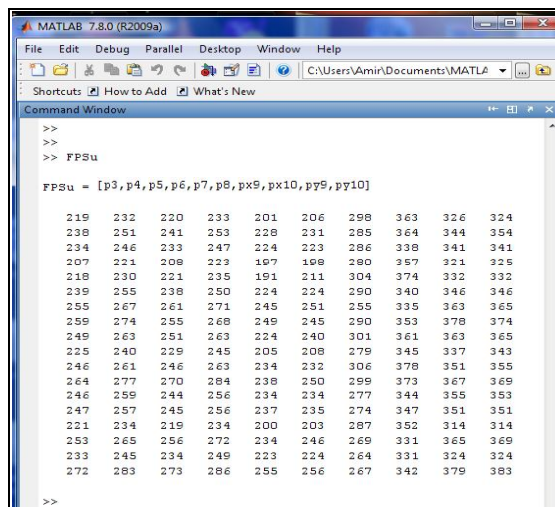 MATLAB 7.8.0 (R2009a)
File Edit Debug Parallel Desktop Window Help
C:\Users\Amir\Documents\MATLA
Shortcuts How to Add What's New
Command Window
>>
>>
>> FPSu
FPSu = [p3,p4,p5,p6,p7,p8,px9,px10,py9,py10]
219 232 220 233 201 206 298 363 326 324
238 251 241 253 228 231 285 364 344 354
234 246 233 247 224 223 286 338 341 341
207 221 208 223 197 198 280 357 321 325
218 230 221 235 191 211 304 374 332 332
239 255 238 250 224 224 290 340 346 346
255 267 261 271 245 251 255 335 363 365
259 274 255 268 249 245 290 353 378 374
249 263 251 263 224 240 301 361 363 365
225 240 229 245 205 208 279 345 337 343
246 261 246 263 234 232 306 378 351 355
264 277 270 284 238 250 299 373 367 369
246 259 244 256 234 234 277 344 355 353
247 257 245 256 237 235 274 347 351 351
221 234 219 234 200 203 287 352 314 314
253 265 256 272 234 246 269 331 365 369
233 245 234 249 223 224 264 331 324 324
272 283 273 286 255 256 267 342 379 383
>>